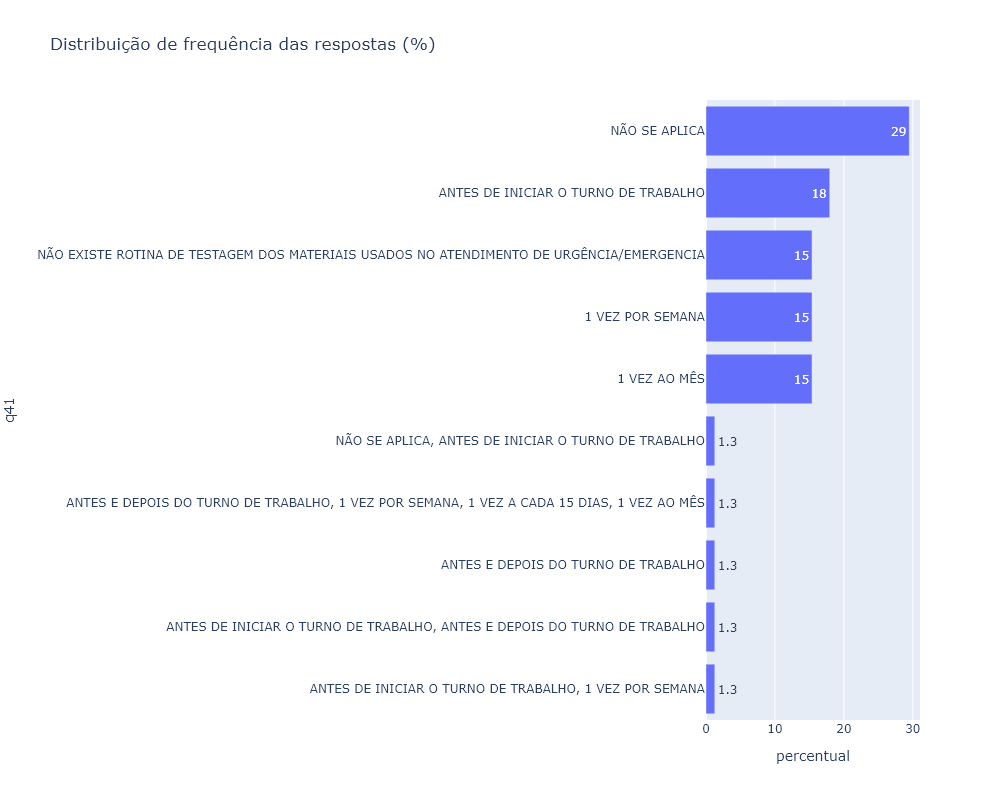 Distribuição de frequência das respostas (%)
NÃO SE APLICA 29
ANTES DE INICIAR O TURNO DE TRABALHO 18
NÃO EXISTE ROTINA DE TESTAGEM DOS MATERIAIS USADOS NO ATENDIMENTO DE URGÊNCIA/EMERGENCIA 15
1 VEZ POR SEMANA 15
1 VEZ AO MÊS 15
q41
NÃO SE APLICA, ANTES DE INICIAR O TURNO DE TRABALHO 1.3
ANTES E DEPOIS DO TURNO DE TRABALHO, 1 VEZ POR SEMANA, 1 VEZ A CADA 15 DIAS, 1 VEZ AO MÊS 1.3
ANTES E DEPOIS DO TURNO DE TRABALHO 1.3
ANTES DE INICIAR O TURNO DE TRABALHO, ANTES E DEPOIS DO TURNO DE TRABALHO 1.3
ANTES DE INICIAR O TURNO DE TRABALHO, 1 VEZ POR SEMANA 1.3
0 10 20 30
percentual